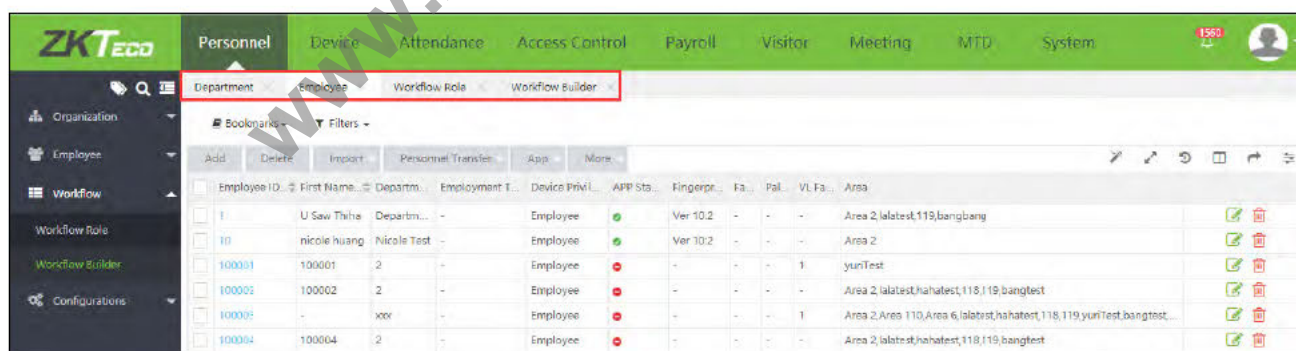 ZKTeco Personnel Device Attendance Access Control Payroll Visitor Meeting MTD System 1560
Department Employee Workflow Role Workflow Builder
Organization
Bookmarks Filters
Employee
Add Delete Import Personnel Transfer App More
Employee ID... First Name... Departm... Employment T... Device Privil... APP Sta... Fingerpr... Fa... Pal... VL Fa... Area
Workflow
1 U Saw Thiha Departm... - Employee Ver 10.2 - - - Area 2,lalatest,119,bangbang
Workflow Role
10 nicole huang Nicole Test - Employee Ver 10.2 - - - Area 2
Workflow Builder
100001 100001 2 - Employee - - - 1 yuriTest
Configurations
100002 2 - Employee - - - - Area 2,lalatest,hahatest,118,119,bangtest
- xxx - Employee - - - 1 Area 2,Area 110,Area 6,lalatest,hahatest,118,119,yuriTest,bangtest,...
100004 100004 2 - Employee - - - - Area 2,lalatest,hahatest,118,119,bangtest
www.